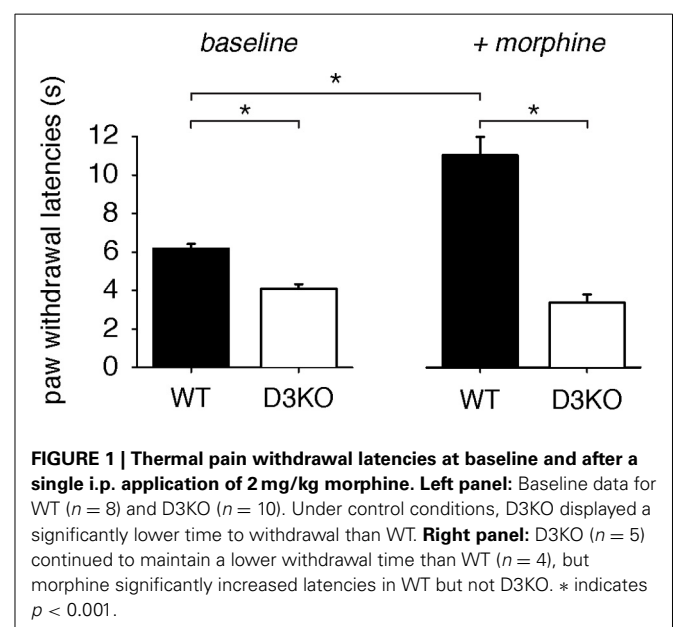 baseline
+ morphine
*
*
*
paw withdrawal latencies (s)
12
10
8
6
4
2
0
WT
D3KO
WT
D3KO
FIGURE 1 | Thermal pain withdrawal latencies at baseline and after a
single i.p. application of 2 mg/kg morphine. Left panel: Baseline data for
WT (n = 8) and D3KO (n = 10). Under control conditions, D3KO displayed a
significantly lower time to withdrawal than WT. Right panel: D3KO (n = 5)
continued to maintain a lower withdrawal time than WT (n = 4), but
morphine significantly increased latencies in WT but not D3KO. * indicates
p < 0.001.